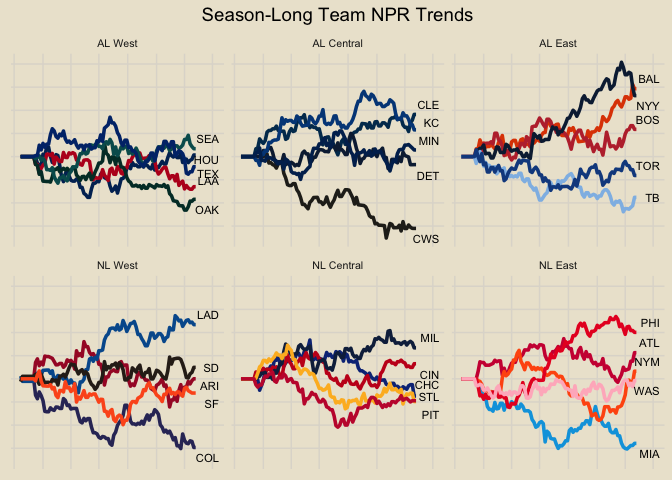 Season-Long Team NPR Trends
AL West
AL Central
AL East
SEA
HOU
TEX
LAA
OAK
CLE
KC
MIN
DET
CWS
BAL
NYY
BOS
TOR
TB
NL West
NL Central
NL East
LAD
SD
ARI
SF
COL
MIL
CIN
CHC
STL
PIT
PHI
ATL
NYM
WAS
MIA